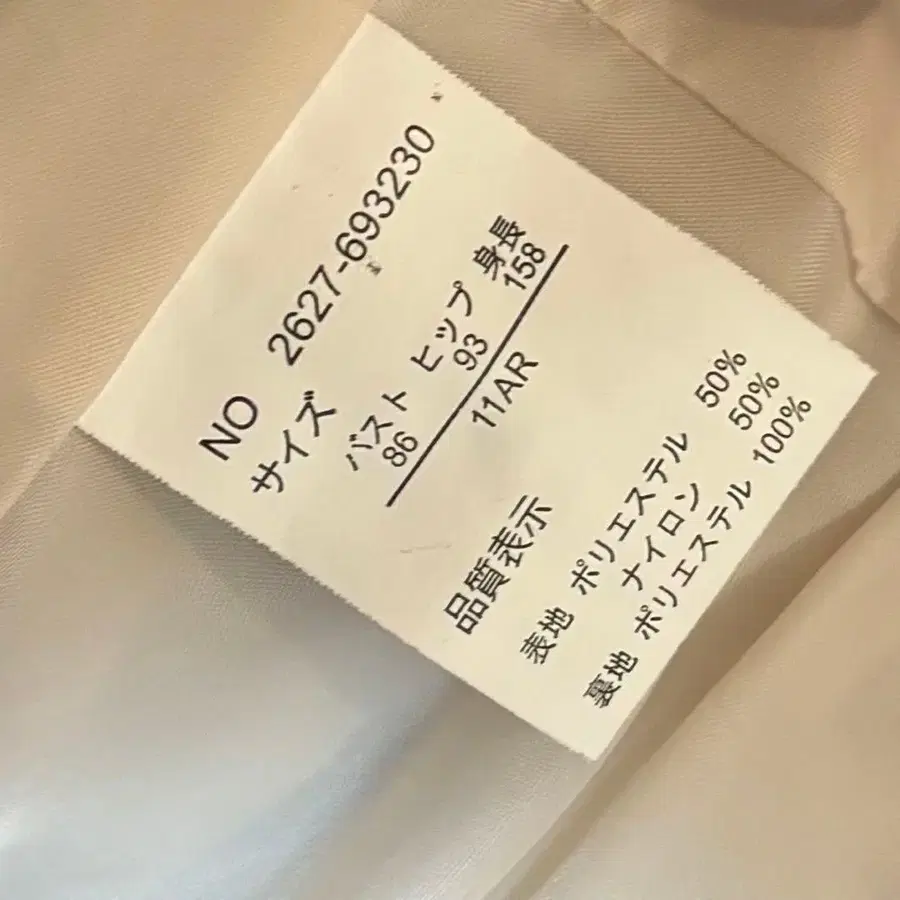 NO 2627-693230
サイズ
バスト ヒップ 身長
86 93 158
11AR
品質表示
表地 ポリエステル 50%
ナイロン 50%
裏地 ポリエステル 100%